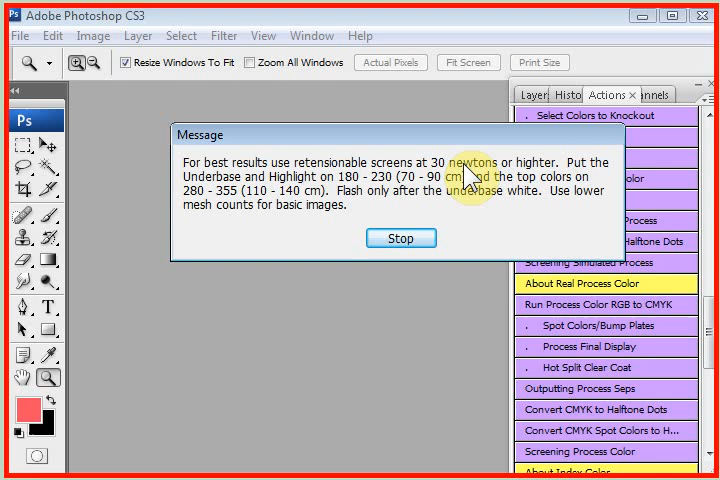 Ps Adobe Photoshop CS3
File Edit Image Layer Select Filter View Window Help
Resize Windows To Fit Zoom All Windows Actual Pixels Fit Screen Print Size
Layer Histo Actions × annels
Ps
. Select Colors to Knockout
Message
For best results use retensionable screens at 30 newtons or highter. Put the
Underbase and Highlight on 180 - 230 (70 - 90 cm) and the top colors on
280 - 355 (110 - 140 cm). Flash only after the underbase white. Use lower
mesh counts for basic images.
Stop
olor
Process
Halftone Dots
Screening Simulated Process
About Real Process Color
Run Process Color RGB to CMYK
. Spot Colors/Bump Plates
. Process Final Display
. Hot Split Clear Coat
Outputting Process Seps
Convert CMYK to Halftone Dots
Convert CMYK Spot Colors to H...
Screening Process Color
About Index Color